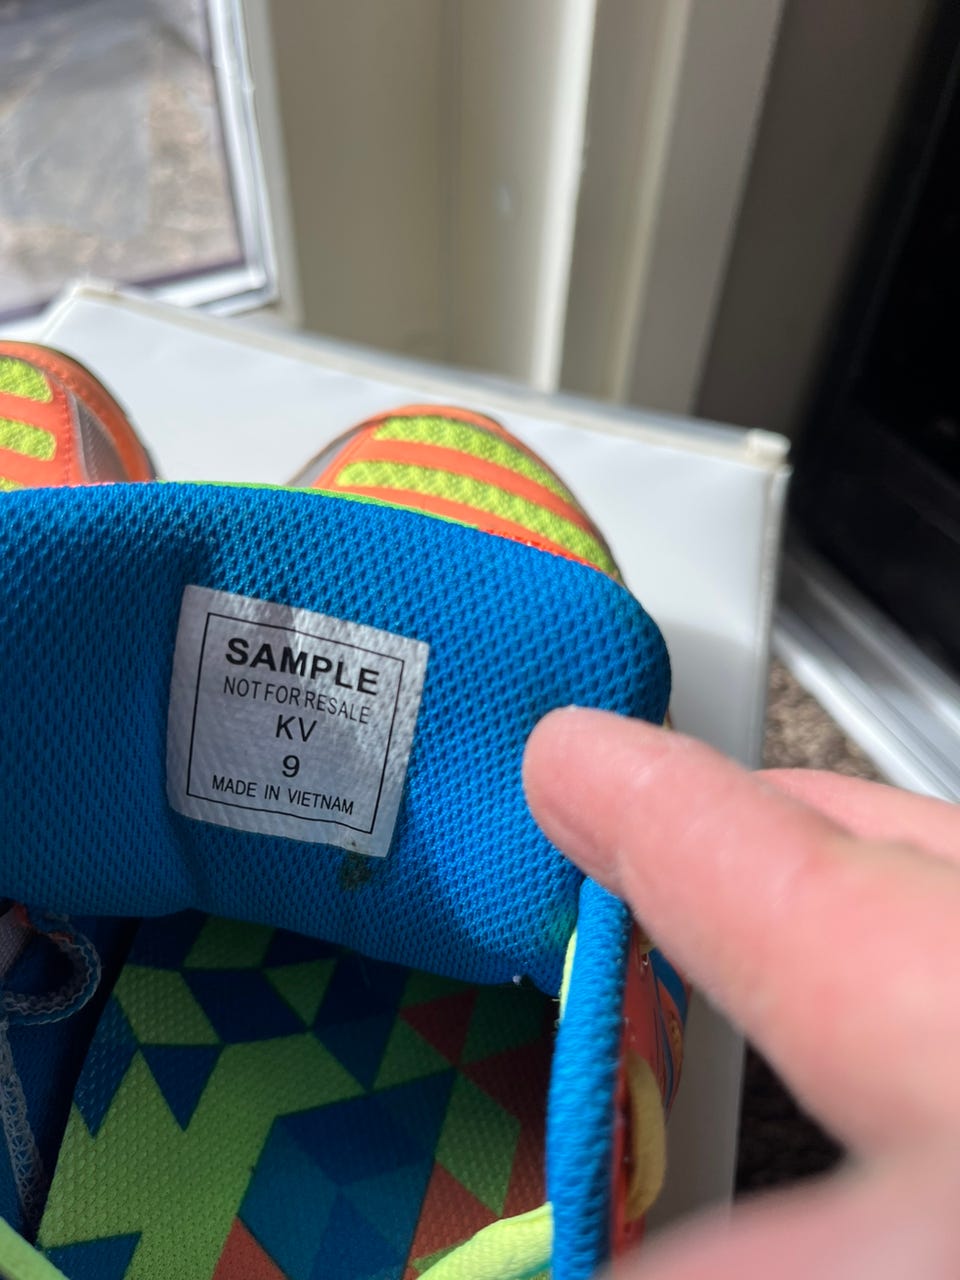 SAMPLE
NOT FOR RESALE
KV
9
MADE IN VIETNAM